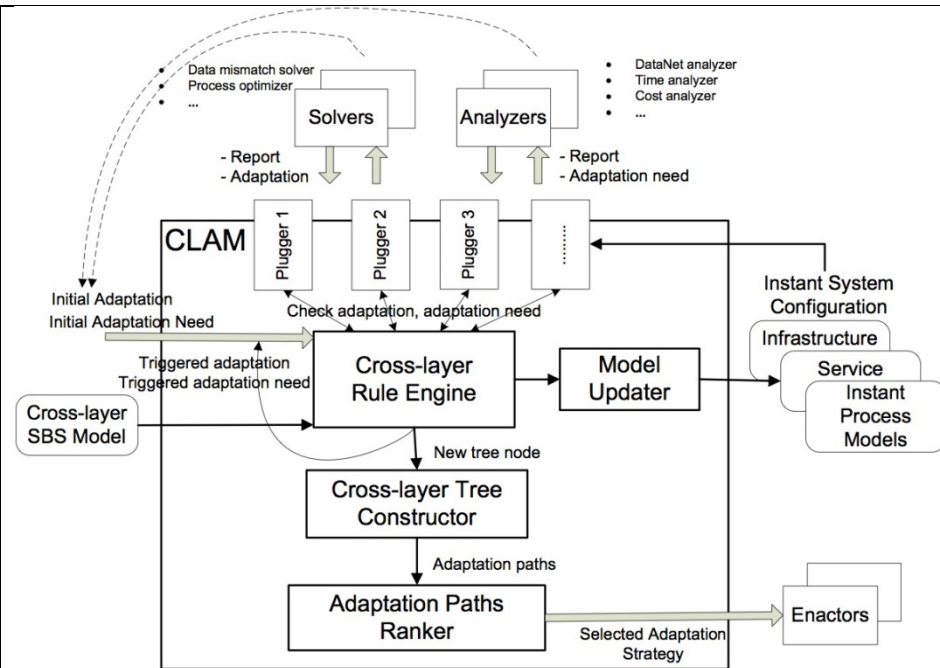 • Data mismatch solver
• Process optimizer
• ...
Solvers
Analyzers
• DataNet analyzer
• Time analyzer
• Cost analyzer
• ...
- Report
- Adaptation
- Report
- Adaptation need
CLAM
Plugger 1
Plugger 2
Plugger 3
.........
Initial Adaptation
Initial Adaptation Need
Check adaptation, adaptation need
Instant System
Configuration
Infrastructure
Service
Instant
Process
Models
Triggered adaptation
Triggered adaptation need
Cross-layer
Rule Engine
Model
Updater
Cross-layer
SBS Model
New tree node
Cross-layer Tree
Constructor
Adaptation paths
Adaptation Paths
Ranker
Selected Adaptation
Strategy
Enactors